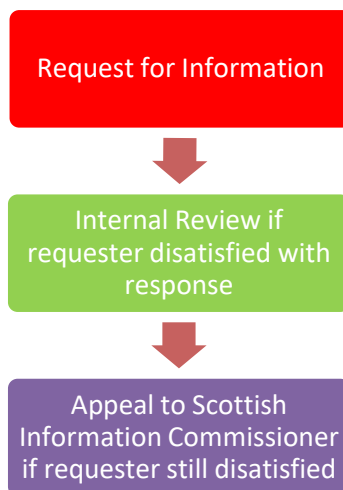 Request for Information
Internal Review if
requester disatisfied with
response
Appeal to Scottish
Information Commissioner
if requester still disatisfied